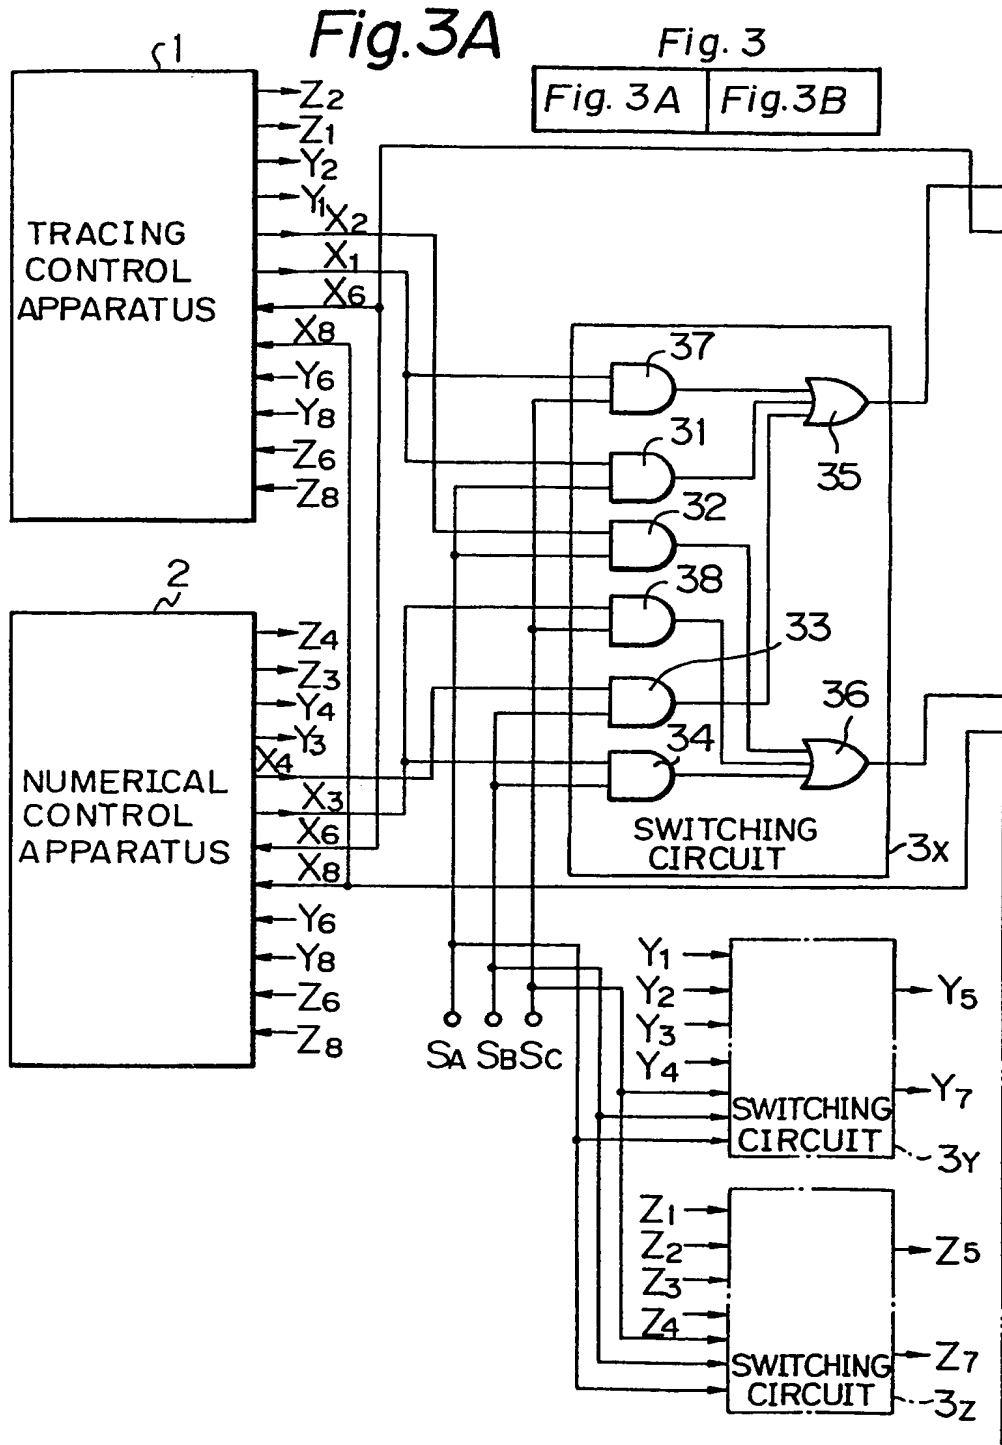 Fig.3A
Fig. 3
Fig. 3A Fig.3B
1
Z2
Z1
Y2
Y1
X2
X1
X6
X8
Y6
Y8
Z6
Z8
TRACING
CONTROL
APPARATUS
2
Z4
Z3
Y4
Y3
X4
X3
X6
X8
Y6
Y8
Z6
Z8
NUMERICAL
CONTROL
APPARATUS
37
31
32
38
33
34
35
36
SWITCHING
CIRCUIT
3X
SA SB SC
Y1
Y2
Y3
Y4
Y5
Y7
SWITCHING
CIRCUIT
3Y
Z1
Z2
Z3
Z4
Z5
Z7
SWITCHING
CIRCUIT
3Z